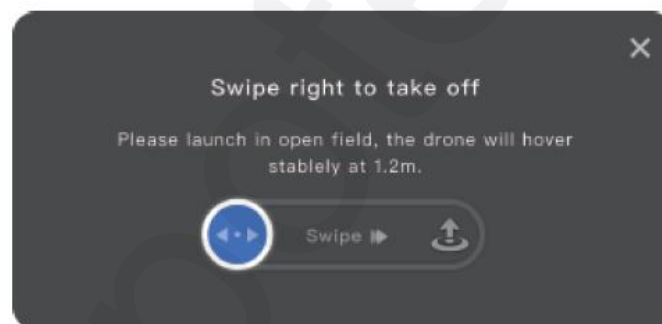 Swipe right to take off
Please launch in open field, the drone will hover
stablely at 1.2m.
Swipe